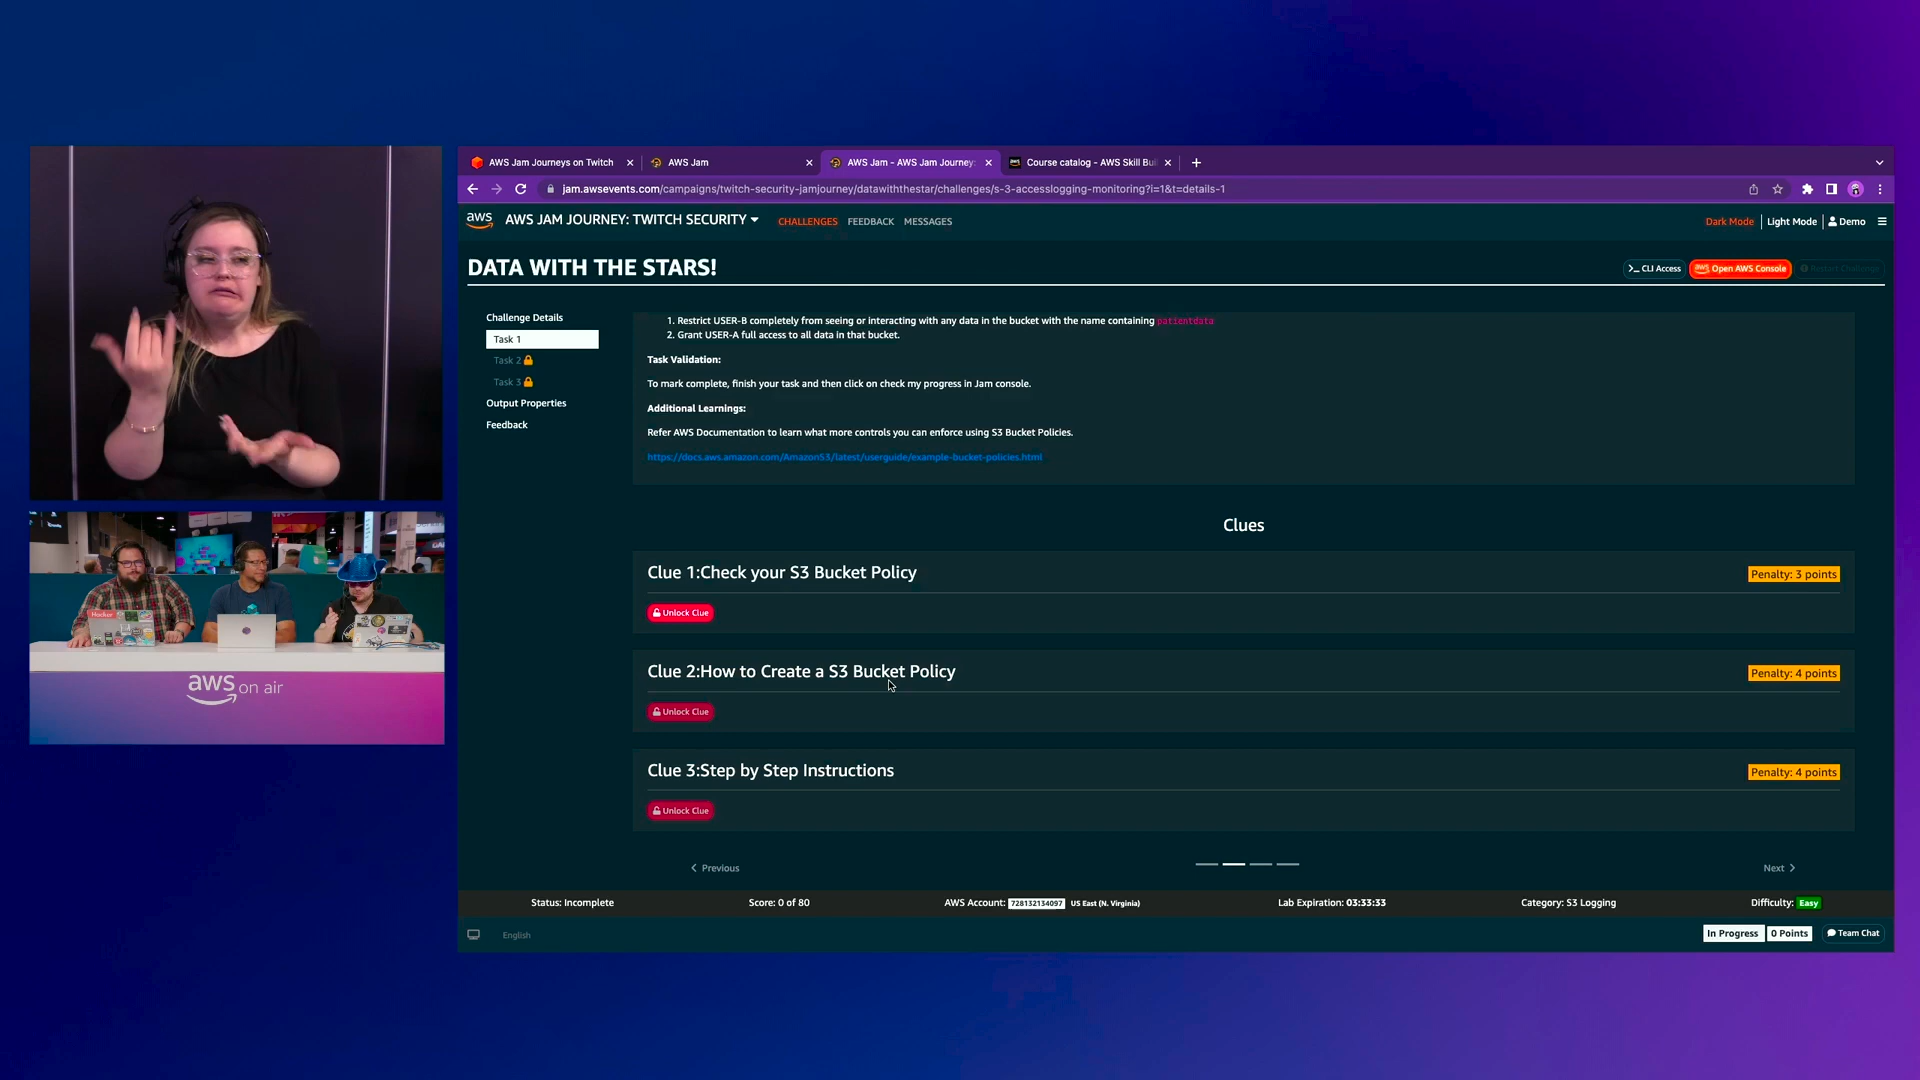 AWS Jam Journeys on Twitch
AWS Jam
AWS Jam - AWS Jam Journey:
Course catalog - AWS Skill Bui
jam.awsevents.com/campaigns/twitch-security-jamjourney/datawiththestar/challenges/s-3-accesslogging-monitoring?i=1&t=details-1
aws
AWS JAM JOURNEY: TWITCH SECURITY
CHALLENGES
FEEDBACK
MESSAGES
Dark Mode
Light Mode
Demo
DATA WITH THE STARS!
CLI Access
Open AWS Console
Restart Challenge
Challenge Details
Task 1
Task 2
Task 3
Output Properties
Feedback
1. Restrict USER-B completely from seeing or interacting with any data in the bucket with the name containing patientdata
2. Grant USER-A full access to all data in that bucket.
Task Validation:
To mark complete, finish your task and then click on check my progress in Jam console.
Additional Learnings:
Refer AWS Documentation to learn what more controls you can enforce using S3 Bucket Policies.
https://docs.aws.amazon.com/AmazonS3/latest/userguide/example-bucket-policies.html
Clues
Clue 1:Check your S3 Bucket Policy
Penalty: 3 points
Unlock Clue
Clue 2:How to Create a S3 Bucket Policy
Penalty: 4 points
Unlock Clue
Clue 3:Step by Step Instructions
Penalty: 4 points
Unlock Clue
Previous
Next
Status: Incomplete
Score: 0 of 80
AWS Account: 728132134097 US East (N. Virginia)
Lab Expiration: 03:33:33
Category: S3 Logging
Difficulty: Easy
English
In Progress
0 Points
Team Chat
Hacker
aws on air